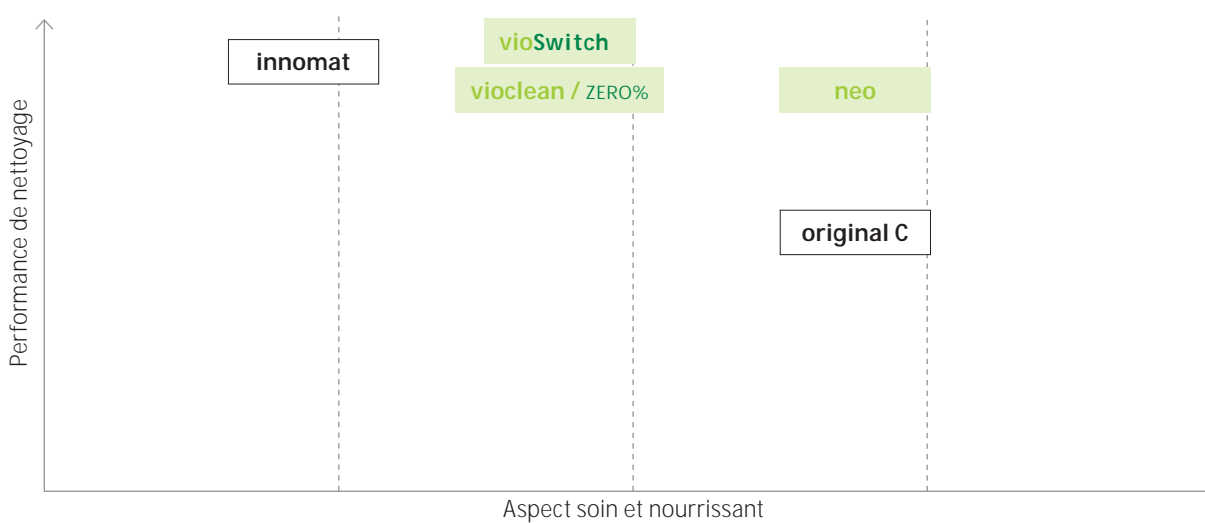 vioSwitch
innomat
vioclean / ZERO%
neo
original C
Performance de nettoyage
Aspect soin et nourrissant